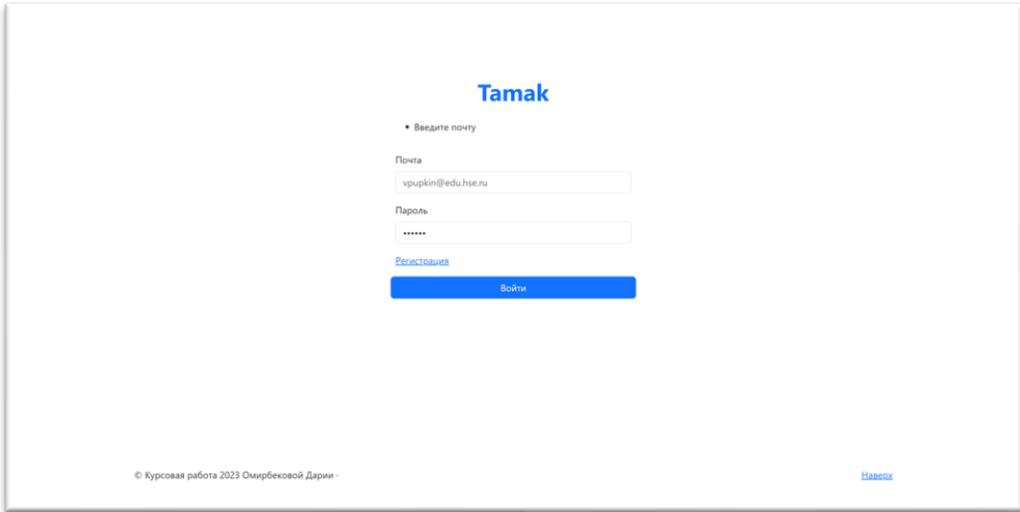 Tamak
• Введите почту
Почта
vpupkin@edu.hse.ru
Пароль
••••••
Регистрация
Войти
© Курсовая работа 2023 Омирбековой Дарии -
Наверх